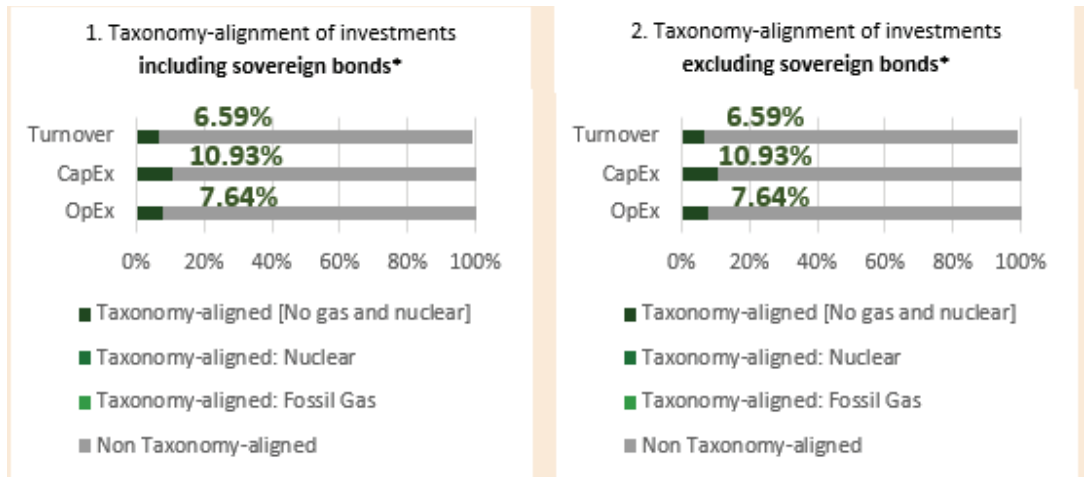 1. Taxonomy-alignment of investments
including sovereign bonds*
6.59%
Turnover
10.93%
CapEx
7.64%
OpEx
0% 20% 40% 60% 80% 100%
Taxonomy-aligned [No gas and nuclear]
Taxonomy-aligned: Nuclear
Taxonomy-aligned: Fossil Gas
Non Taxonomy-aligned
2. Taxonomy-alignment of investments
excluding sovereign bonds*
6.59%
Turnover
10.93%
CapEx
7.64%
OpEx
0% 20% 40% 60% 80% 100%
Taxonomy-aligned [No gas and nuclear]
Taxonomy-aligned: Nuclear
Taxonomy-aligned: Fossil Gas
Non Taxonomy-aligned